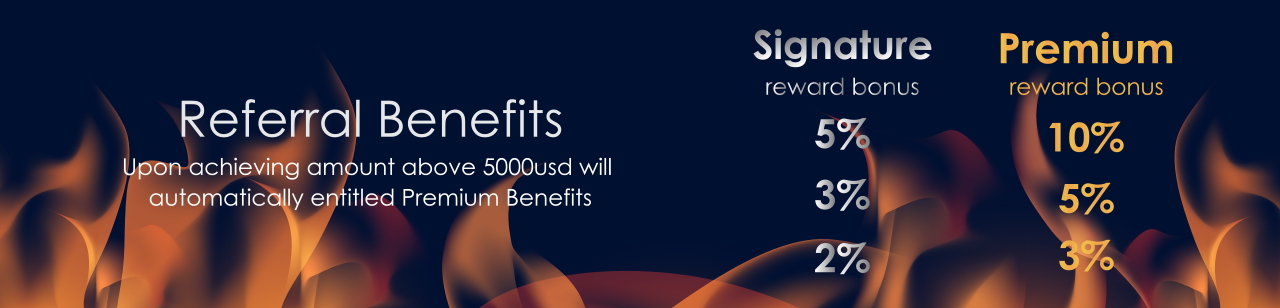 Referral Benefits
Upon achieving amount above 5000usd will
automatically entitled Premium Benefits
Signature
reward bonus
5%
3%
2%
Premium
reward bonus
10%
5%
3%